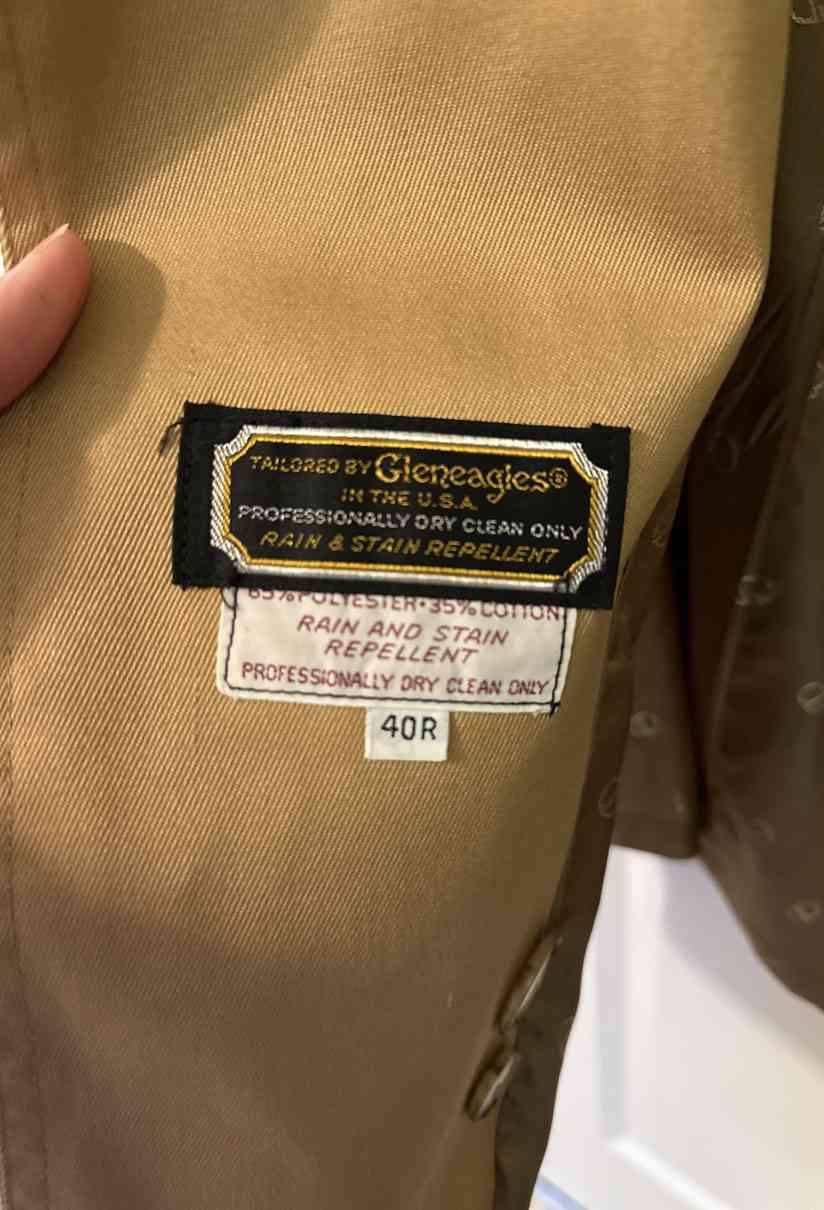 TAILORED BY Gleneagles®
IN THE U.S.A.
PROFESSIONALLY DRY CLEAN ONLY
RAIN & STAIN REPELLENT
65% POLYESTER • 35% COTTON
RAIN AND STAIN
REPELLENT
PROFESSIONALLY DRY CLEAN ONLY
40R